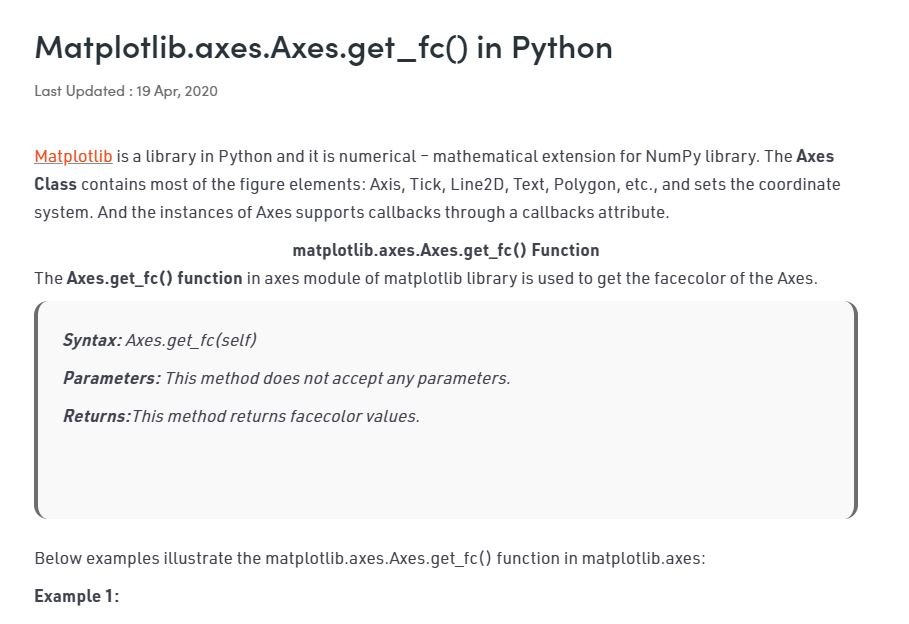 Matplotlib.axes.Axes.get_fc() in Python
Last Updated : 19 Apr, 2020
Matplotlib is a library in Python and it is numerical – mathematical extension for NumPy library. The Axes
Class contains most of the figure elements: Axis, Tick, Line2D, Text, Polygon, etc., and sets the coordinate
system. And the instances of Axes supports callbacks through a callbacks attribute.
matplotlib.axes.Axes.get_fc() Function
The Axes.get_fc() function in axes module of matplotlib library is used to get the facecolor of the Axes.
Syntax: Axes.get_fc(self)
Parameters: This method does not accept any parameters.
Returns:This method returns facecolor values.
Below examples illustrate the matplotlib.axes.Axes.get_fc() function in matplotlib.axes:
Example 1: